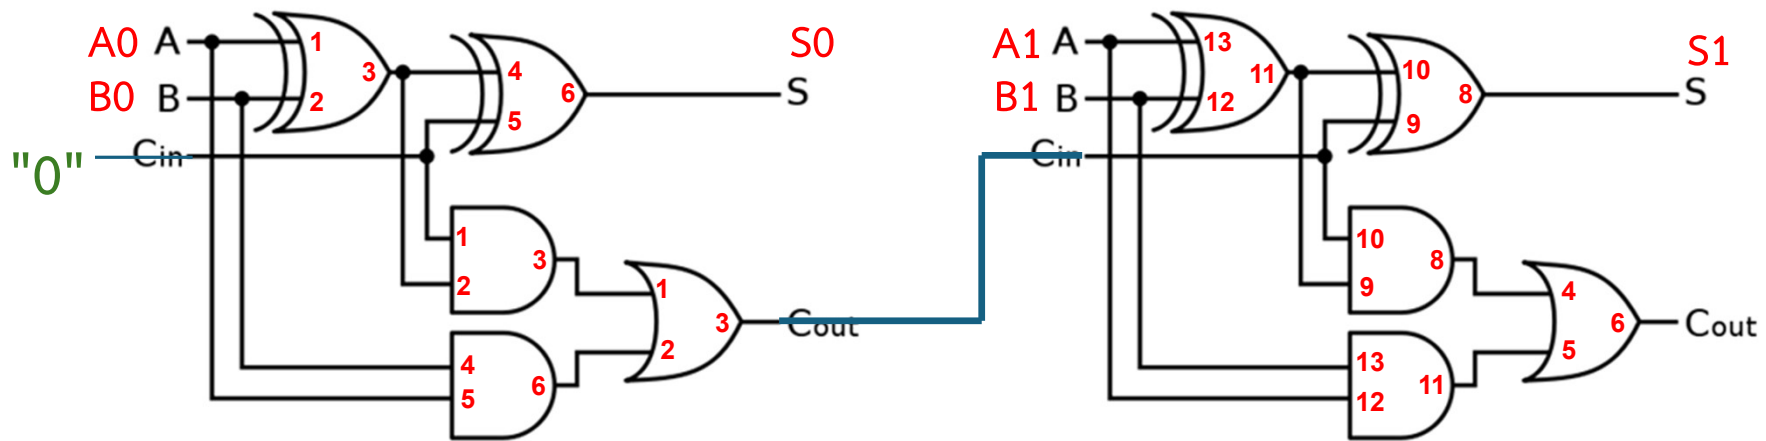 A0 A 1 3 4 6 S0
B0 B 2 5 S
"0" Cin
1 2 3
4 5 6
1 2 3 Cout
A1 A 13 11 10 8 S1
B1 B 12 9 S
Cin
10 9 8
13 12 11
4 5 6 Cout